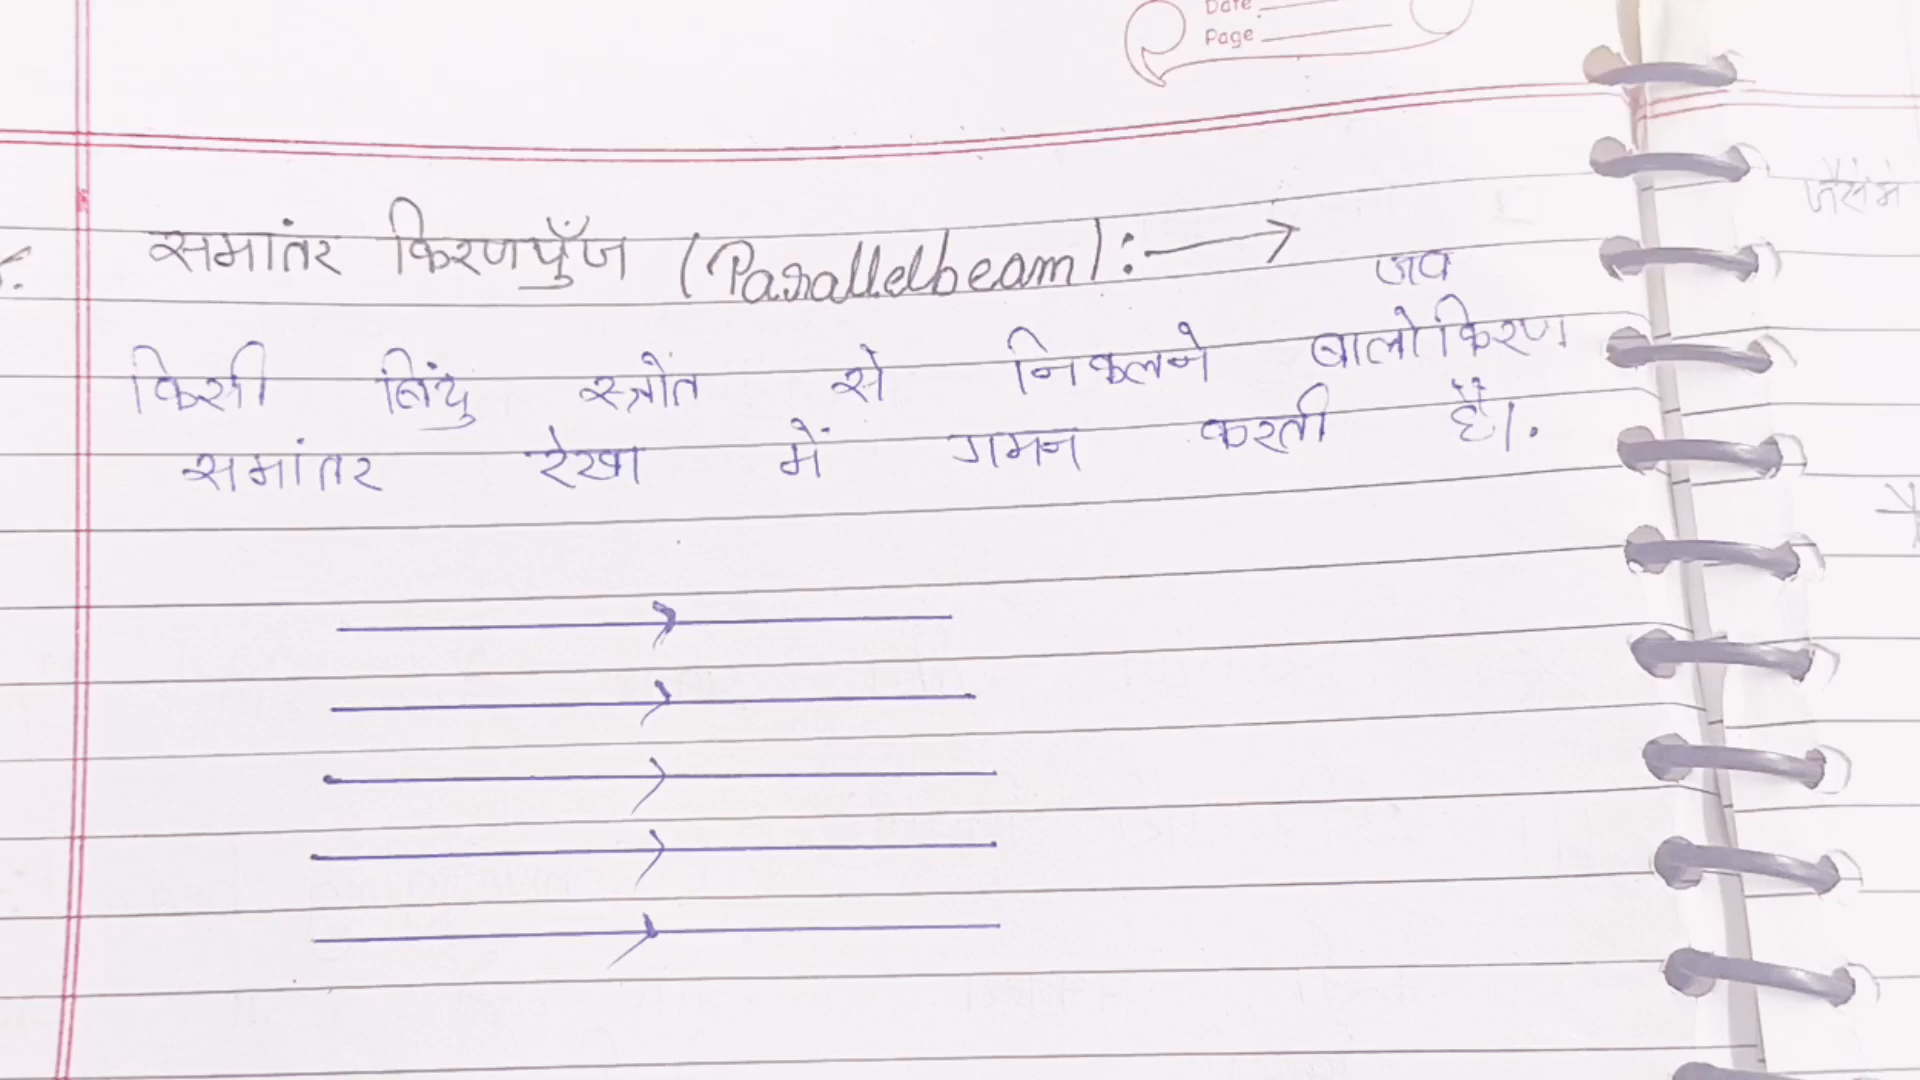 Date
Page
समांतर किरणपुँज (Parallelbeam) :⟶
जब
किसी बिंदु स्त्रोत से निकलने बालो किरण
समांतर रेखा में गमन करती हैं।.